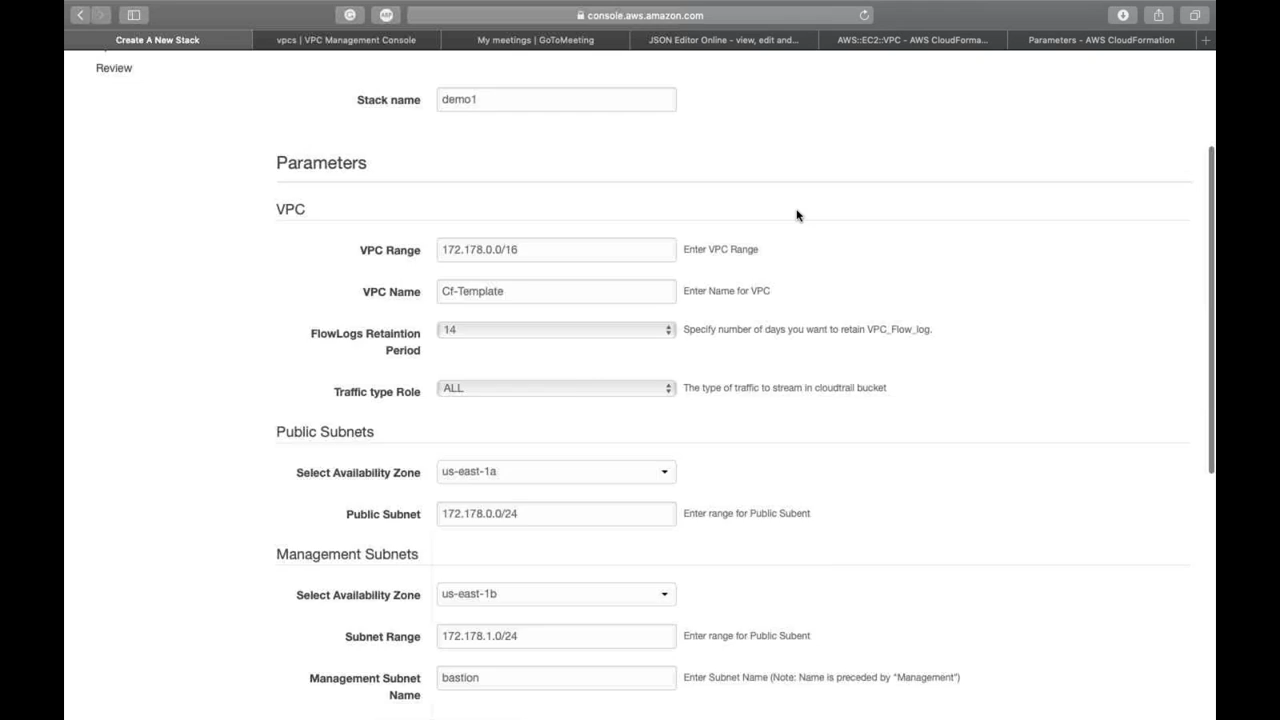 console.aws.amazon.com
Create A New Stack
vpcs | VPC Management Console
My meetings | GoToMeeting
JSON Editor Online - view, edit and...
AWS::EC2::VPC - AWS CloudForma...
Parameters - AWS CloudFormation
Review
Stack name demo1
Parameters
VPC
VPC Range 172.178.0.0/16 Enter VPC Range
VPC Name Cf-Template Enter Name for VPC
FlowLogs Retaintion 14 Specify number of days you want to retain VPC_Flow_log.
Period
Traffic type Role ALL The type of traffic to stream in cloudtrail bucket
Public Subnets
Select Availability Zone us-east-1a
Public Subnet 172.178.0.0/24 Enter range for Public Subent
Management Subnets
Select Availability Zone us-east-1b
Subnet Range 172.178.1.0/24 Enter range for Public Subent
Management Subnet bastion Enter Subnet Name (Note: Name is preceded by "Management")
Name